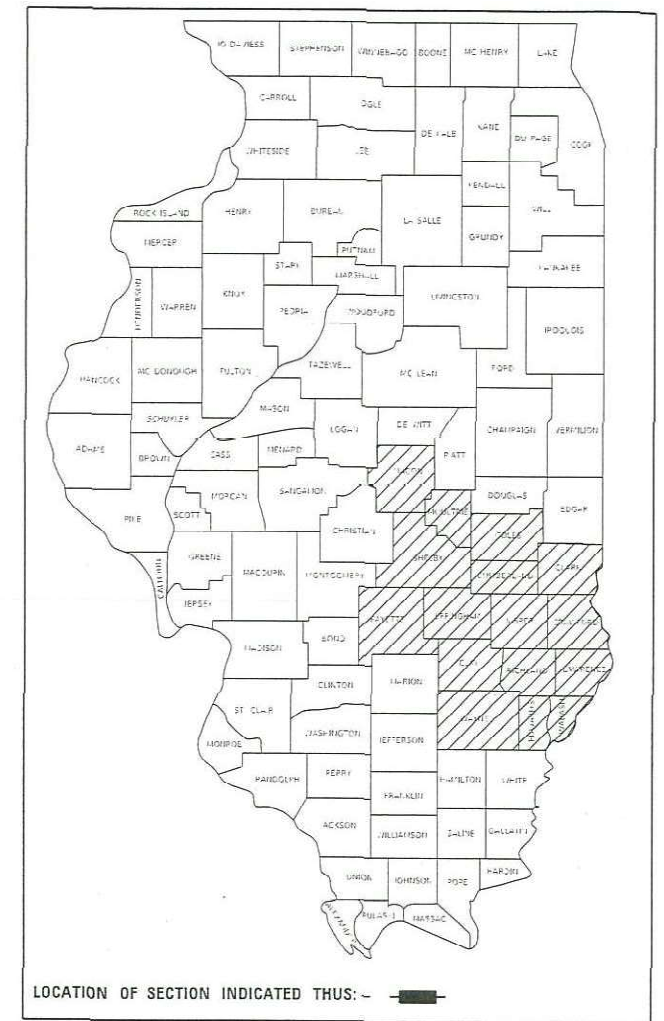 JO DAVIESS STEPHENSON WINNEBAGO BOONE MC HENRY LAKE
CARROLL OGLE
DE KALB KANE DU PAGE COOK
WHITESIDE LEE
KENDALL
WILL
ROCK ISLAND HENRY BUREAU LA SALLE
GRUNDY
MERCER PUTNAM
STARK MARSHALL KANKAKEE
HENDERSON WARREN KNOX LIVINGSTON
PEORIA WOODFORD
IROQUOIS
HANCOCK MC DONOUGH FULTON TAZEWELL MC LEAN FORD
MASON
SCHUYLER LOGAN DE WITT CHAMPAIGN VERMILION
ADAMS BROWN CASS MENARD PIATT
MACON
MORGAN SANGAMON DOUGLAS
PIKE SCOTT MOULTRIE EDGAR
CHRISTIAN COLES
GREENE SHELBY CLARK
CALHOUN MACOUPIN MONTGOMERY CUMBERLAND
JERSEY FAYETTE EFFINGHAM JASPER CRAWFORD
MADISON BOND
CLINTON MARION CLAY RICHLAND LAWRENCE
ST. CLAIR
WASHINGTON JEFFERSON WAYNE EDWARDS WABASH
MONROE
RANDOLPH PERRY HAMILTON WHITE
FRANKLIN
JACKSON WILLIAMSON SALINE GALLATIN
UNION JOHNSON POPE HARDIN
ALEXANDER PULASKI MASSAC
LOCATION OF SECTION INDICATED THUS: –